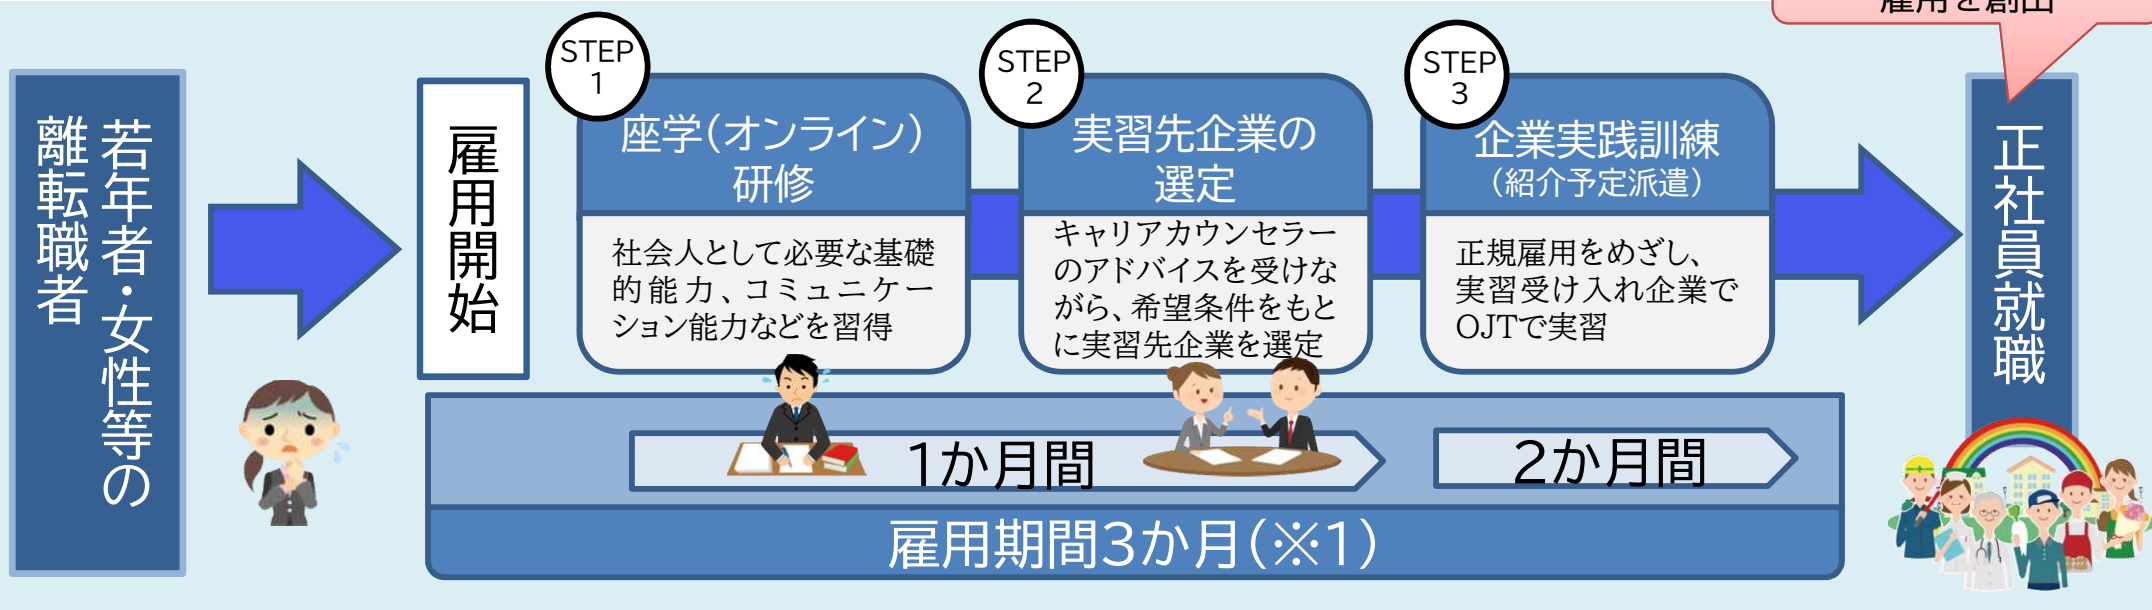 雇用を創出
若年者・女性等の
離転職者
雇用開始
STEP
1
座学(オンライン)
研修
社会人として必要な基礎
的能力、コミュニケー
ション能力などを習得
STEP
2
実習先企業の
選定
キャリアカウンセラー
のアドバイスを受けな
がら、希望条件をもと
に実習先企業を選定
STEP
3
企業実践訓練
(紹介予定派遣)
正規雇用をめざし、
実習受け入れ企業で
OJTで実習
正社員就職
1か月間
2か月間
雇用期間3か月(※1)